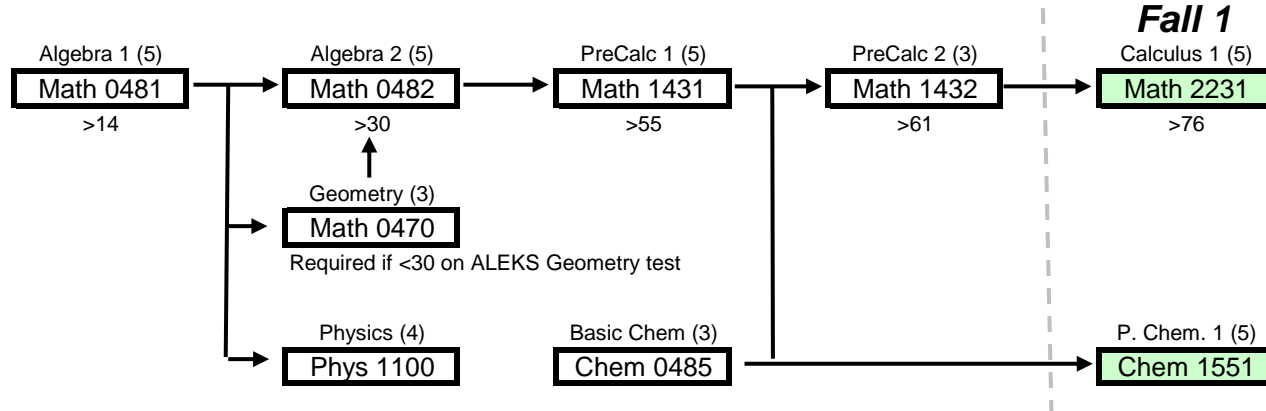 Fall 1
Algebra 1 (5) Algebra 2 (5) PreCalc 1 (5) PreCalc 2 (3) Calculus 1 (5)
Math 0481 Math 0482 Math 1431 Math 1432 Math 2231
>14 >30 >55 >61 >76
Geometry (3)
Math 0470
Required if <30 on ALEKS Geometry test
Physics (4) Basic Chem (3) P. Chem. 1 (5)
Phys 1100 Chem 0485 Chem 1551